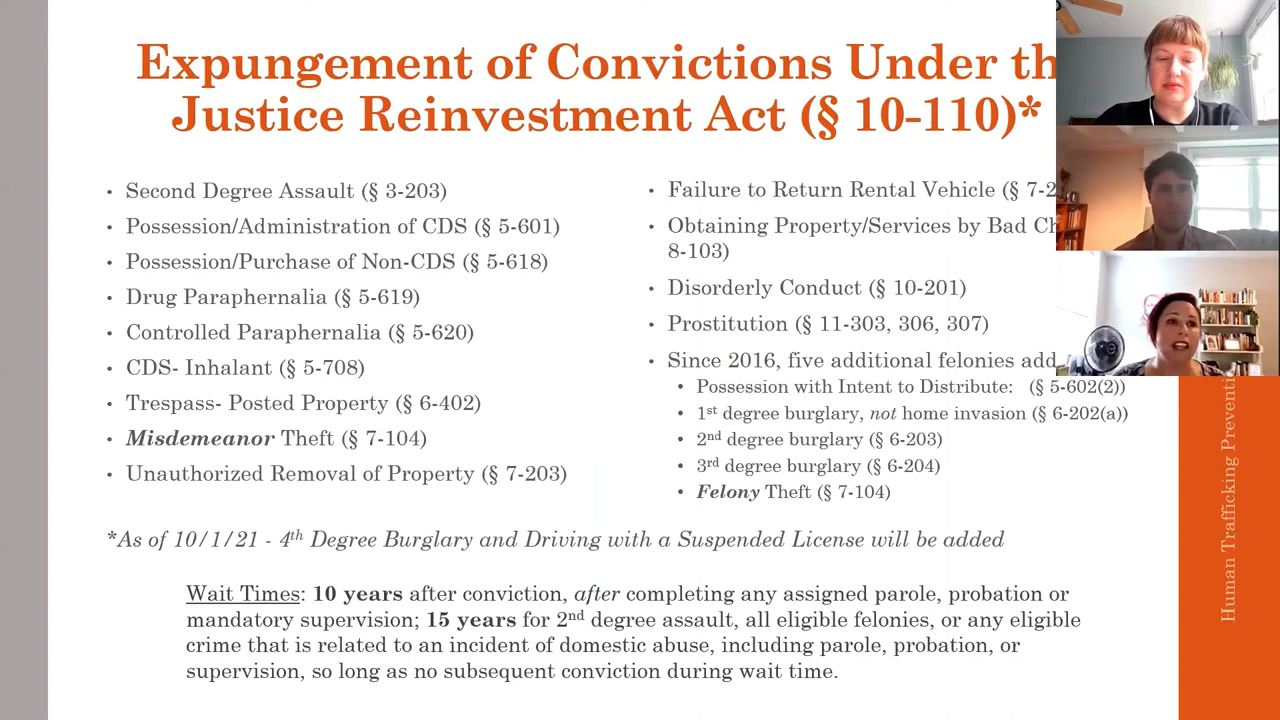 Expungement of Convictions Under th
Justice Reinvestment Act (§ 10-110)*
• Second Degree Assault (§ 3-203)
• Possession/Administration of CDS (§ 5-601)
• Possession/Purchase of Non-CDS (§ 5-618)
• Drug Paraphernalia (§ 5-619)
• Controlled Paraphernalia (§ 5-620)
• CDS- Inhalant (§ 5-708)
• Trespass- Posted Property (§ 6-402)
• Misdemeanor Theft (§ 7-104)
• Unauthorized Removal of Property (§ 7-203)
• Failure to Return Rental Vehicle (§ 7-2
• Obtaining Property/Services by Bad Ch
8-103)
• Disorderly Conduct (§ 10-201)
• Prostitution (§ 11-303, 306, 307)
• Since 2016, five additional felonies add
• Possession with Intent to Distribute: (§ 5-602(2))
• 1st degree burglary, not home invasion (§ 6-202(a))
• 2nd degree burglary (§ 6-203)
• 3rd degree burglary (§ 6-204)
• Felony Theft (§ 7-104)
*As of 10/1/21 - 4th Degree Burglary and Driving with a Suspended License will be added
Wait Times: 10 years after conviction, after completing any assigned parole, probation or
mandatory supervision; 15 years for 2nd degree assault, all eligible felonies, or any eligible
crime that is related to an incident of domestic abuse, including parole, probation, or
supervision, so long as no subsequent conviction during wait time.
Human Trafficking Preventi